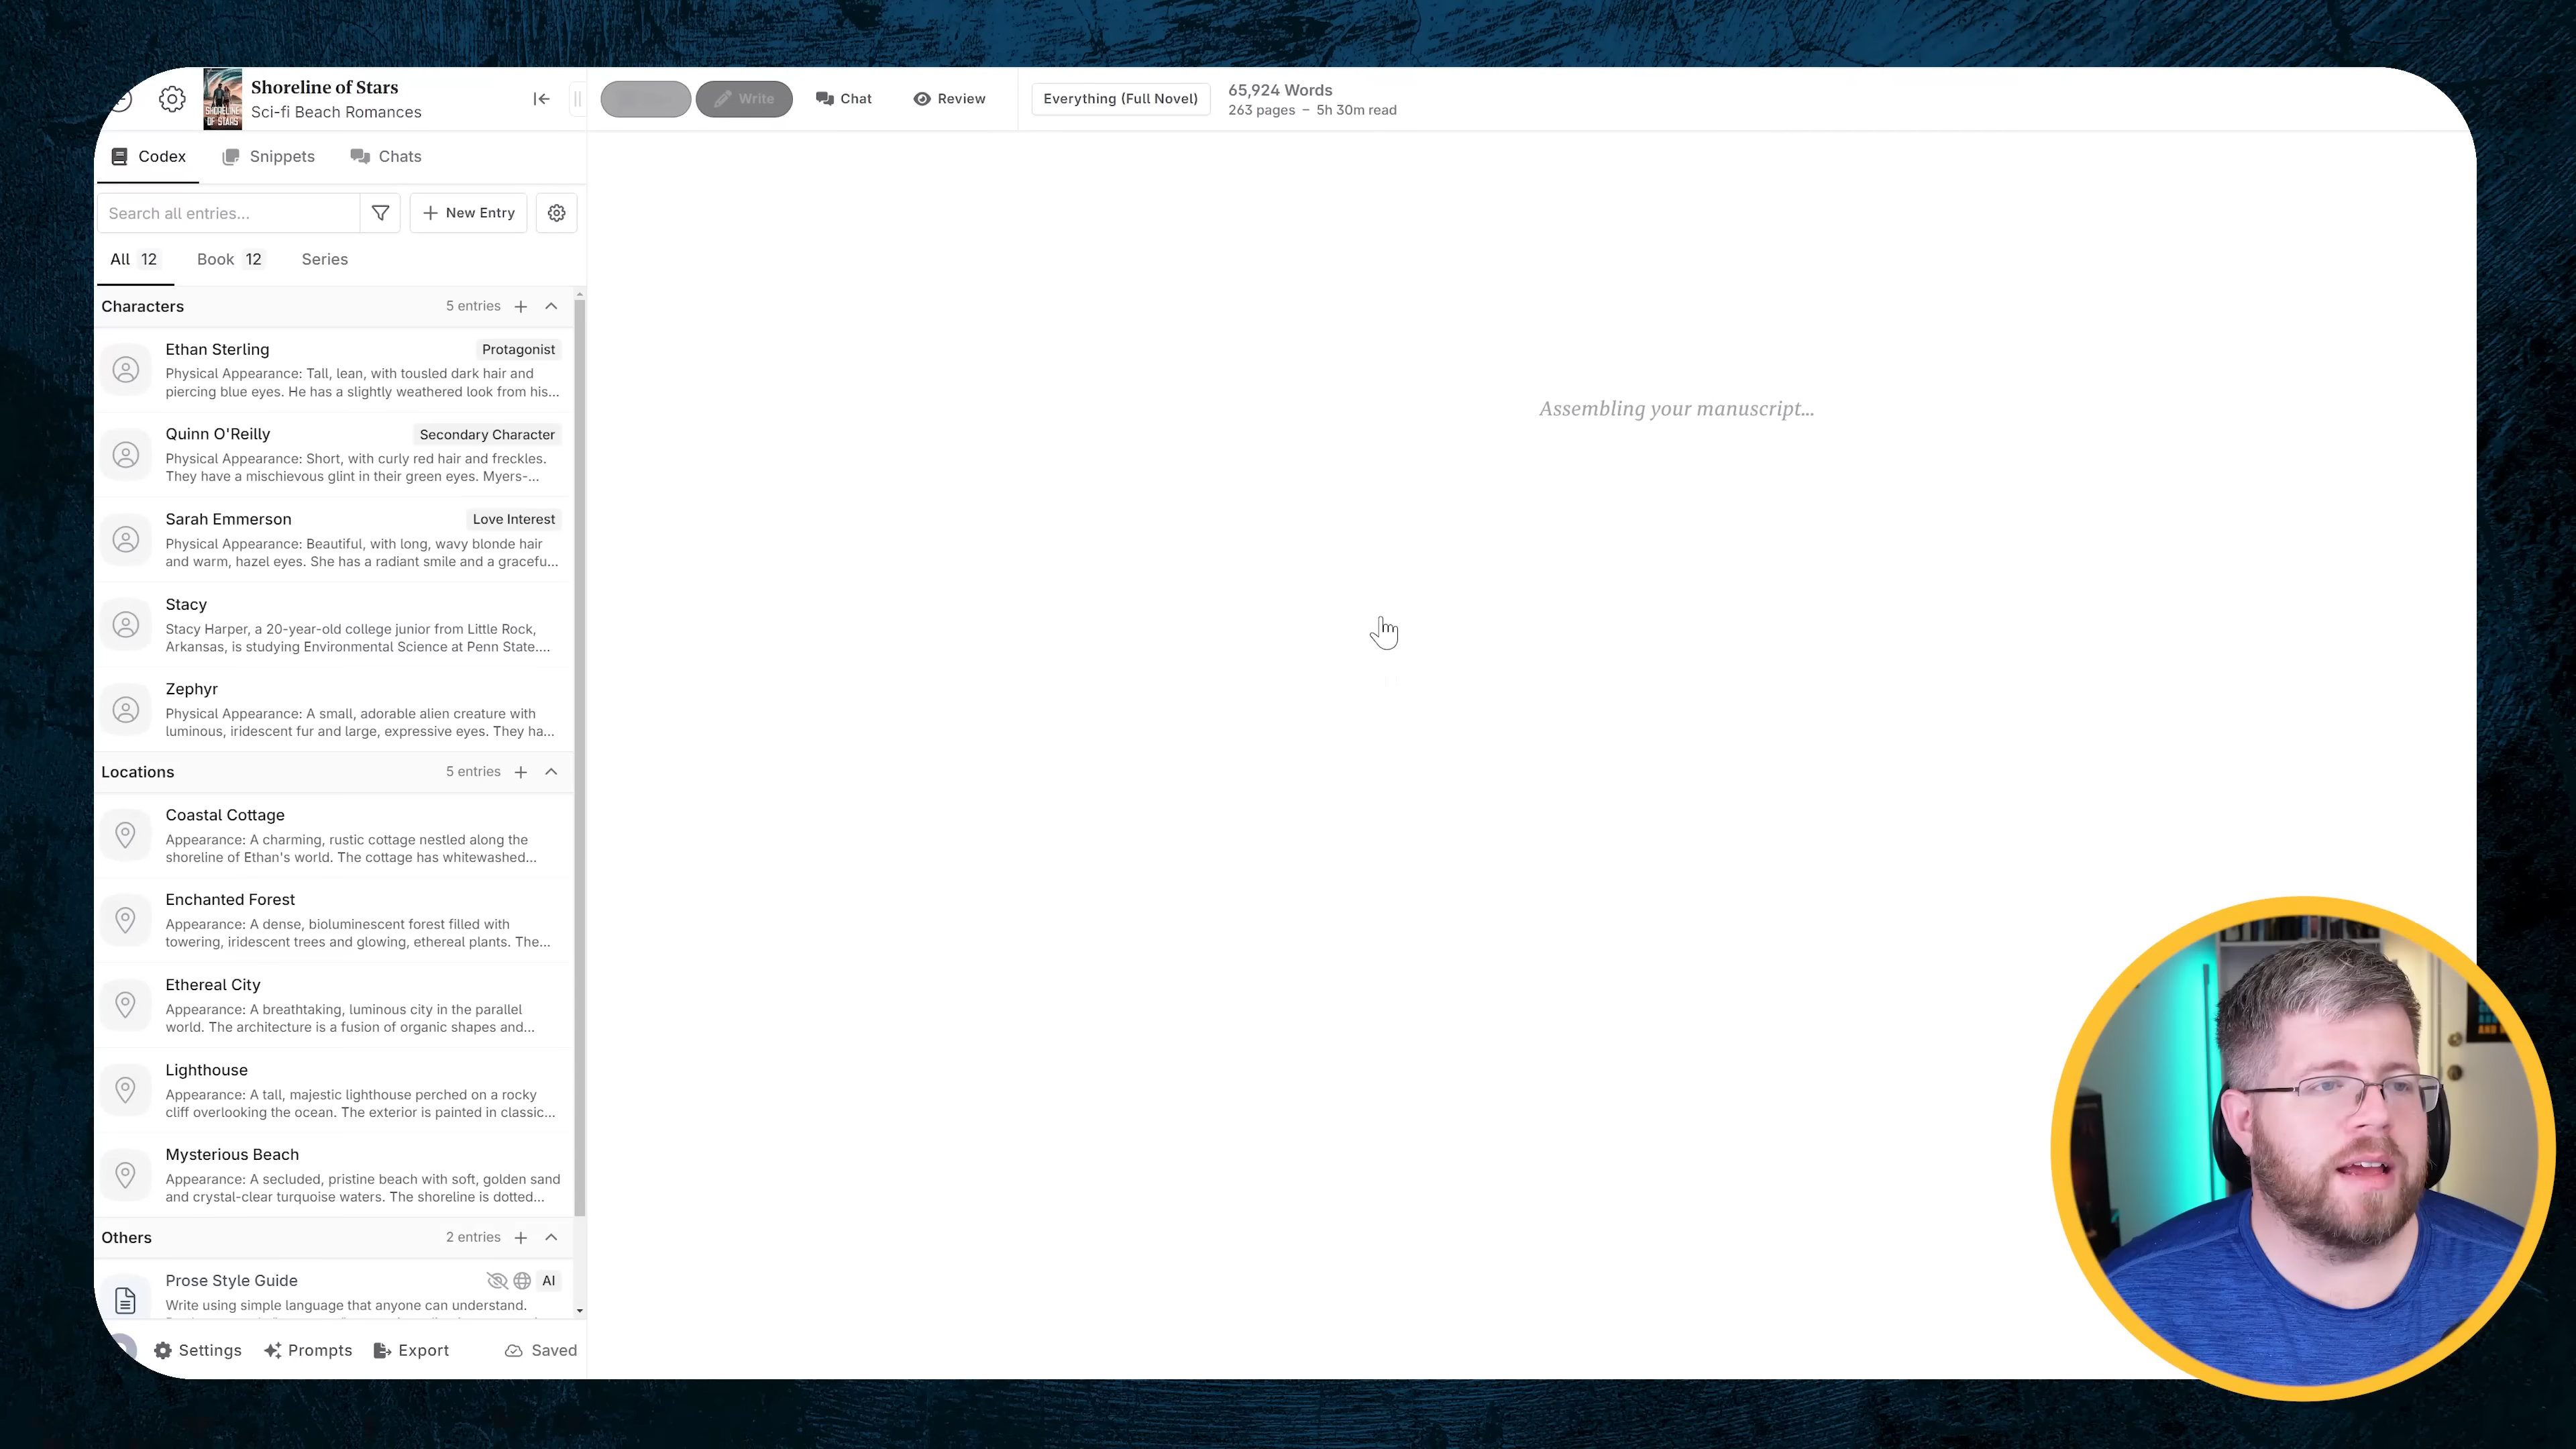 Shoreline of Stars
Sci-fi Beach Romances
SHORELINE
OF STARS
Write
Chat
Review
Everything (Full Novel)
65,924 Words
263 pages – 5h 30m read
Codex
Snippets
Chats
Search all entries...
New Entry
All 12
Book 12
Series
Characters
5 entries
Ethan Sterling
Protagonist
Physical Appearance: Tall, lean, with tousled dark hair and
piercing blue eyes. He has a slightly weathered look from his...
Quinn O'Reilly
Secondary Character
Physical Appearance: Short, with curly red hair and freckles.
They have a mischievous glint in their green eyes. Myers-...
Sarah Emmerson
Love Interest
Physical Appearance: Beautiful, with long, wavy blonde hair
and warm, hazel eyes. She has a radiant smile and a gracefu...
Stacy
Stacy Harper, a 20-year-old college junior from Little Rock,
Arkansas, is studying Environmental Science at Penn State....
Zephyr
Physical Appearance: A small, adorable alien creature with
luminous, iridescent fur and large, expressive eyes. They ha...
Locations
5 entries
Coastal Cottage
Appearance: A charming, rustic cottage nestled along the
shoreline of Ethan's world. The cottage has whitewashed...
Enchanted Forest
Appearance: A dense, bioluminescent forest filled with
towering, iridescent trees and glowing, ethereal plants. The...
Ethereal City
Appearance: A breathtaking, luminous city in the parallel
world. The architecture is a fusion of organic shapes and...
Lighthouse
Appearance: A tall, majestic lighthouse perched on a rocky
cliff overlooking the ocean. The exterior is painted in classic...
Mysterious Beach
Appearance: A secluded, pristine beach with soft, golden sand
and crystal-clear turquoise waters. The shoreline is dotted...
Others
2 entries
Prose Style Guide
AI
Write using simple language that anyone can understand.
Settings
Prompts
Export
Saved
Assembling your manuscript...